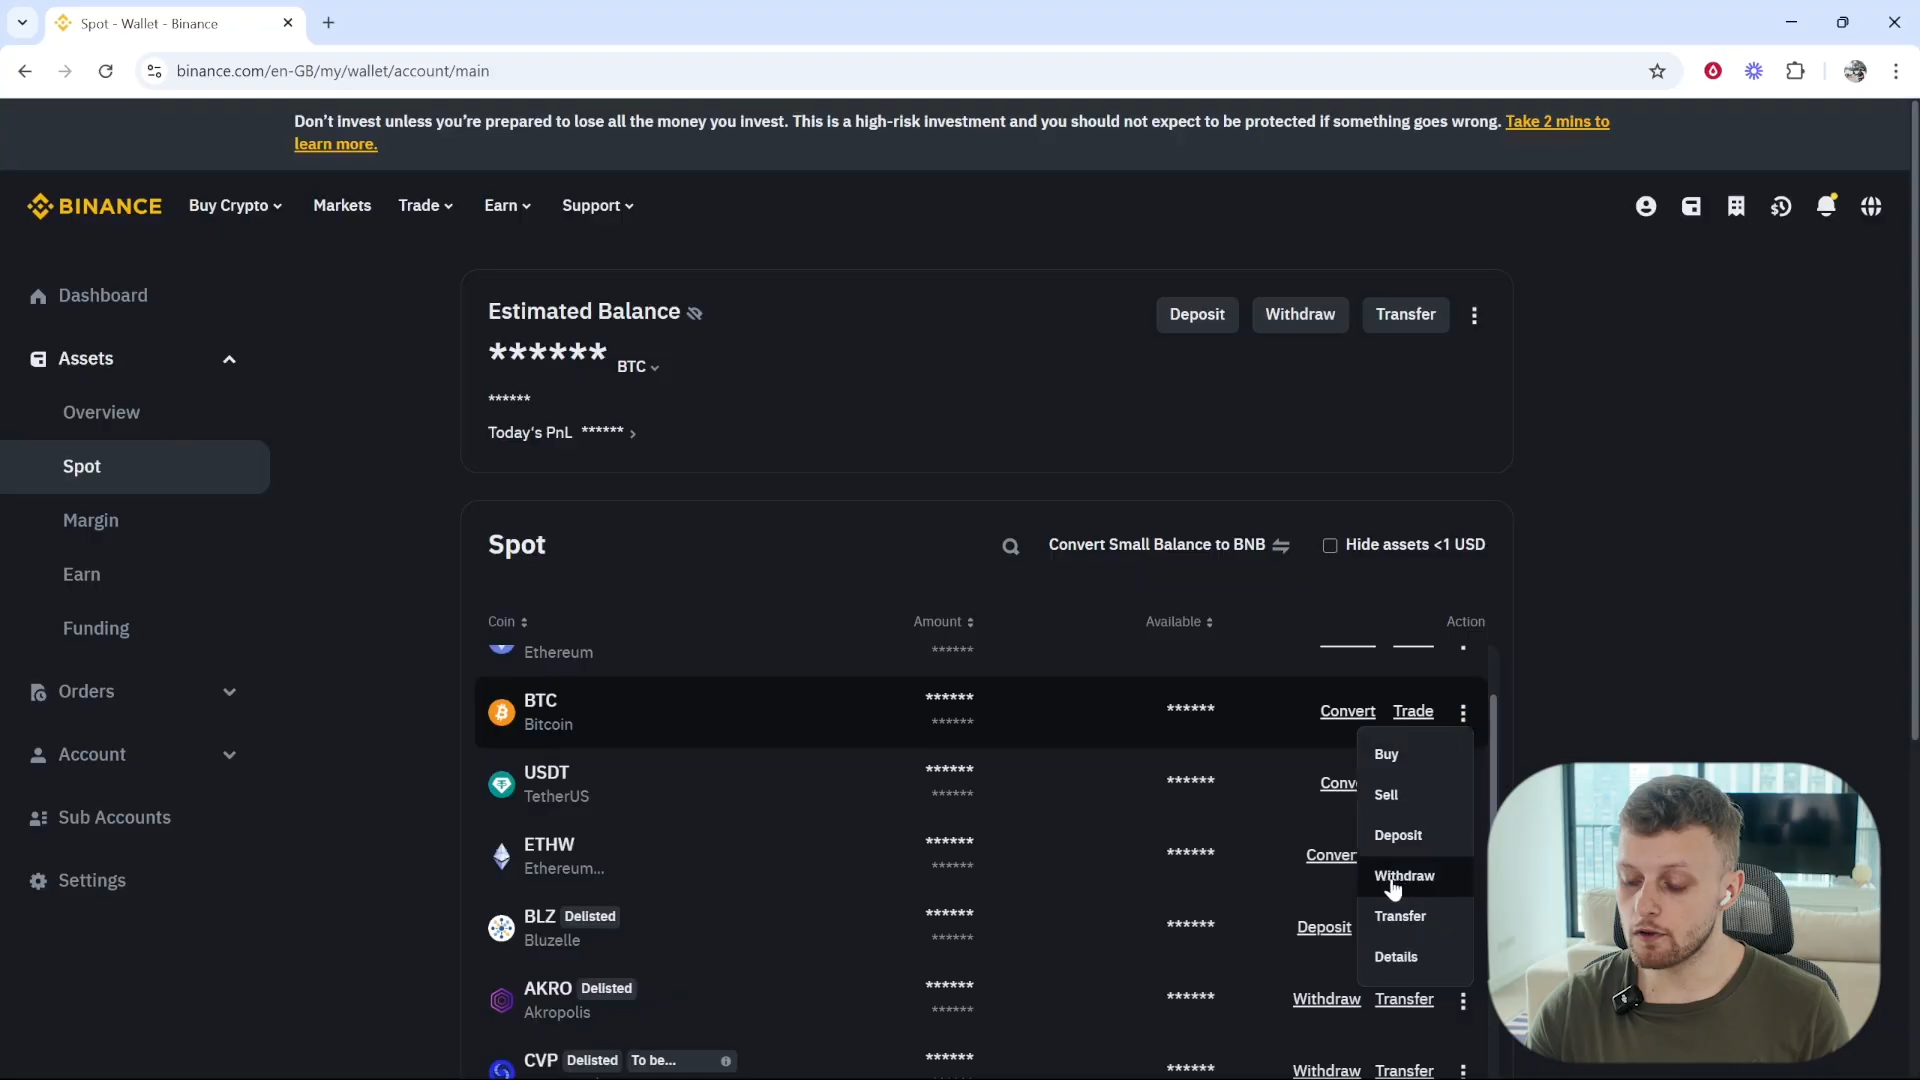 Spot - Wallet - Binance
binance.com/en-GB/my/wallet/account/main
Don't invest unless you're prepared to lose all the money you invest. This is a high-risk investment and you should not expect to be protected if something goes wrong. Take 2 mins to
learn more.
BINANCE
Buy Crypto
Markets
Trade
Earn
Support
Dashboard
Assets
Overview
Spot
Margin
Earn
Funding
Orders
Account
Sub Accounts
Settings
Estimated Balance
Deposit
Withdraw
Transfer
****** BTC
******
Today's PnL ******
Spot
Convert Small Balance to BNB
Hide assets <1 USD
Coin
Amount
Available
Action
Ethereum
******
BTC
Bitcoin
******
******
******
Convert
Trade
USDT
TetherUS
******
******
******
Conv
ETHW
Ethereum...
******
******
******
Conver
BLZ Delisted
Bluzelle
******
******
******
Deposit
AKRO Delisted
Akropolis
******
******
******
Withdraw
Transfer
CVP Delisted To be...
******
******
Withdraw
Transfer
Buy
Sell
Deposit
Withdraw
Transfer
Details